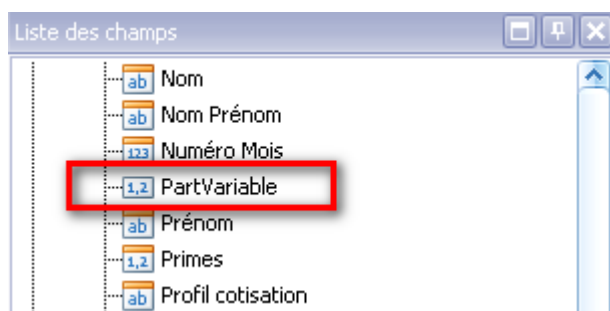 Liste des champs
ab Nom
ab Nom Prénom
123 Numéro Mois
1,2 PartVariable
ab Prénom
1,2 Primes
ab Profil cotisation